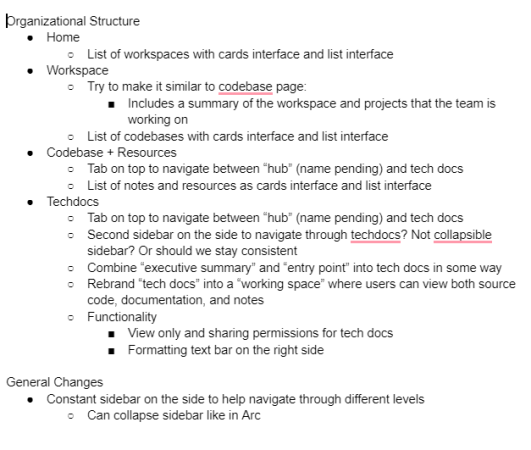 Organizational Structure
● Home
○ List of workspaces with cards interface and list interface
● Workspace
○ Try to make it similar to codebase page:
■ Includes a summary of the workspace and projects that the team is
working on
○ List of codebases with cards interface and list interface
● Codebase + Resources
○ Tab on top to navigate between “hub” (name pending) and tech docs
○ List of notes and resources as cards interface and list interface
● Techdocs
○ Tab on top to navigate between “hub” (name pending) and tech docs
○ Second sidebar on the side to navigate through techdocs? Not collapsible
sidebar? Or should we stay consistent
○ Combine “executive summary” and “entry point” into tech docs in some way
○ Rebrand “tech docs” into a “working space” where users can view both source
code, documentation, and notes
○ Functionality
■ View only and sharing permissions for tech docs
■ Formatting text bar on the right side
General Changes
● Constant sidebar on the side to help navigate through different levels
○ Can collapse sidebar like in Arc